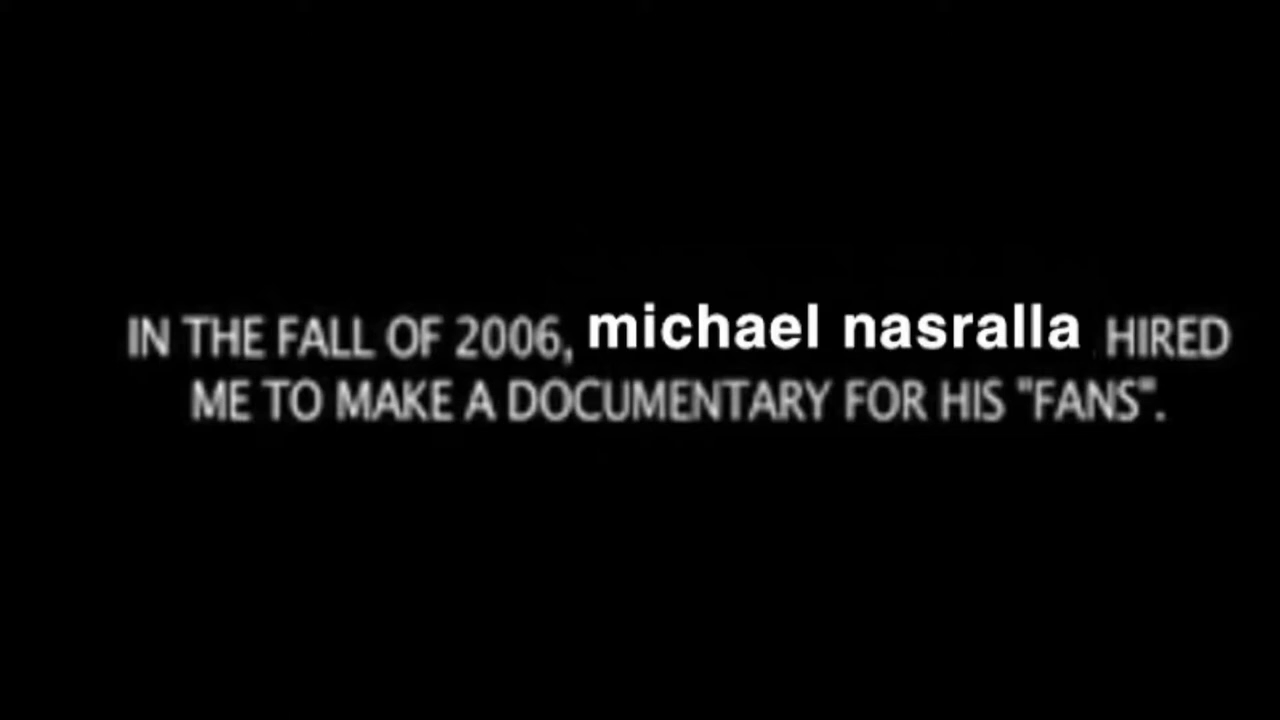 IN THE FALL OF 2006, michael nasralla HIRED
ME TO MAKE A DOCUMENTARY FOR HIS "FANS".